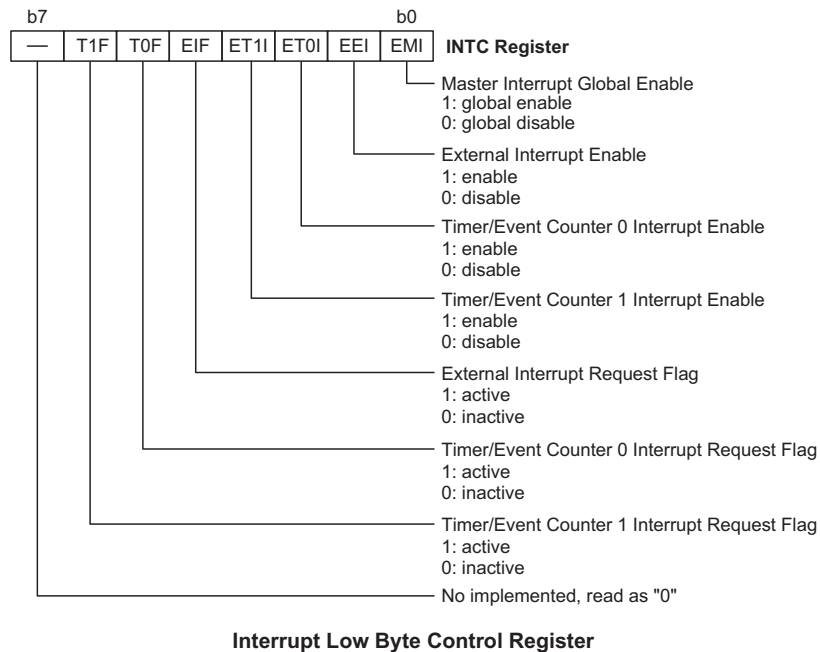 b7 b0
— T1F T0F EIF ET1I ET0I EEI EMI INTC Register
Master Interrupt Global Enable
1: global enable
0: global disable
External Interrupt Enable
1: enable
0: disable
Timer/Event Counter 0 Interrupt Enable
1: enable
0: disable
Timer/Event Counter 1 Interrupt Enable
1: enable
0: disable
External Interrupt Request Flag
1: active
0: inactive
Timer/Event Counter 0 Interrupt Request Flag
1: active
0: inactive
Timer/Event Counter 1 Interrupt Request Flag
1: active
0: inactive
No implemented, read as "0"
Interrupt Low Byte Control Register